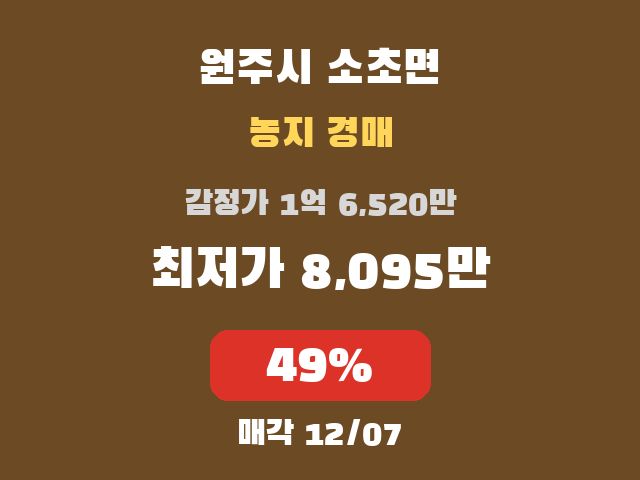 원주시 소초면
농지 경매
감정가 1억 6,520만
최저가 8,095만
49%
매각 12/07